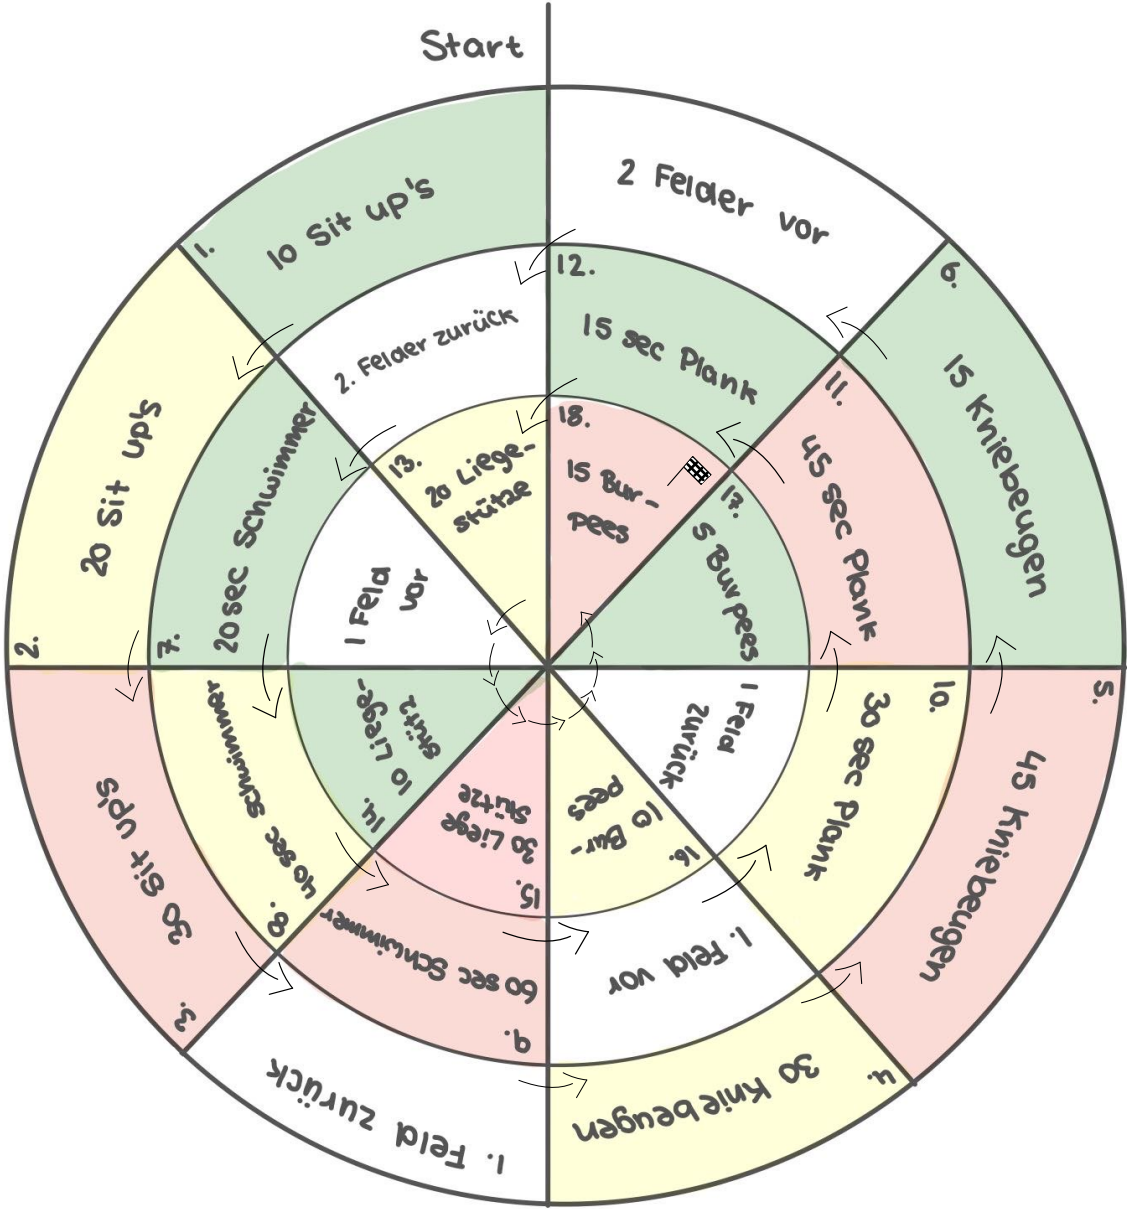 Start
1.
10 Sit up's
2.
20 Sit up's
3.
30 Sit up's
1. Feld zurück
4.
30 Kniebeugen
5.
45 Kniebeugen
6.
15 Kniebeugen
2 Felder vor
2. Felder zurück
7.
20 sec Schwimmer
8.
40 sec Schwimmer
9.
60 sec Schwimmer
1. Feld vor
10.
30 sec Plank
11.
45 sec Plank
12.
15 sec Plank
13.
20 Liege-
stütze
1 Feld
vor
14.
10 Liege-
stütz
15.
30 Liege
Stütze
16.
10 Bur-
pees
1 Feld
zurück
17.
5 Burpees
18.
15 Bur-
pees